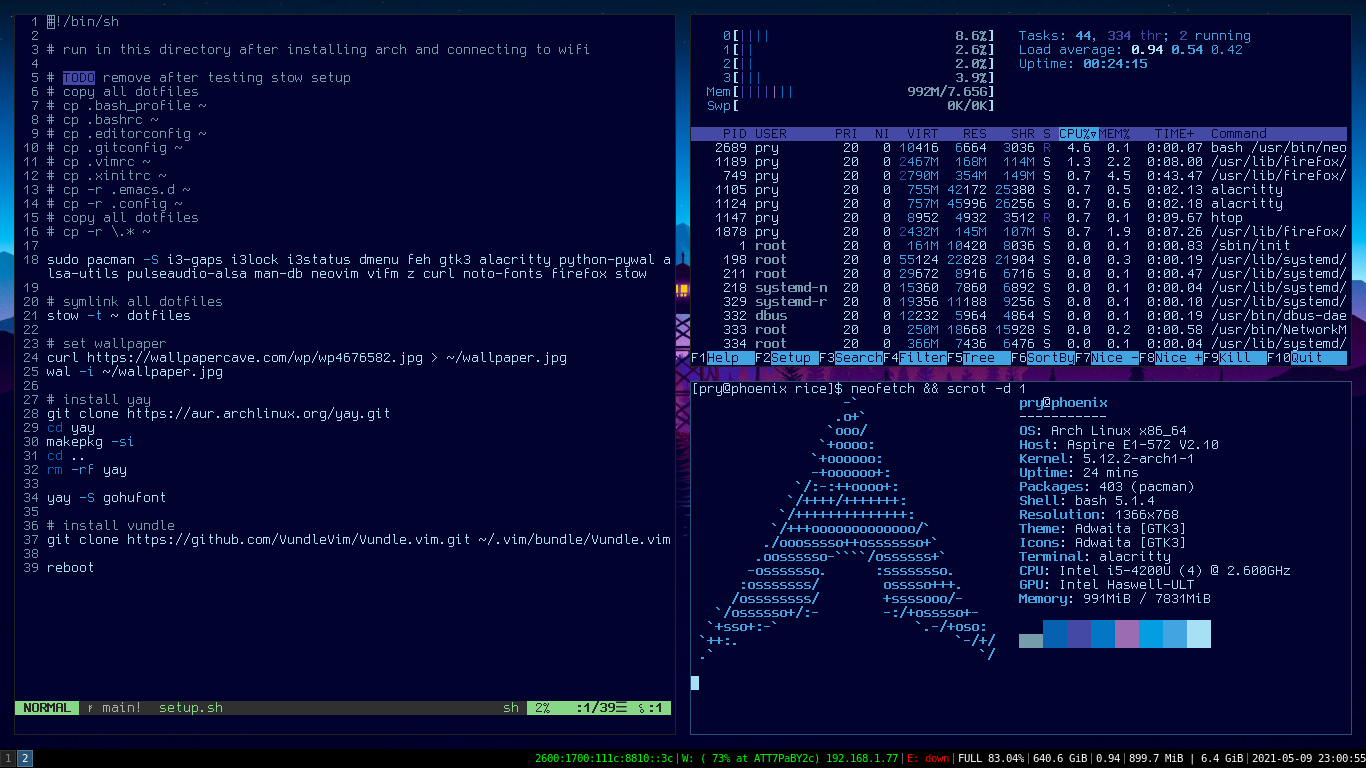 1 #!/bin/sh
2
3 # run in this directory after installing arch and connecting to wifi
4
5 # TODO remove after testing stow setup
6 # copy all dotfiles
7 # cp .bash_profile ~
8 # cp .bashrc ~
9 # cp .editorconfig ~
10 # cp .gitconfig ~
11 # cp .vimrc ~
12 # cp .xinitrc ~
13 # cp -r .emacs.d ~
14 # cp -r .config ~
15 # copy all dotfiles
16 # cp -r \.* ~
17
18 sudo pacman -S i3-gaps i3lock i3status dmenu feh gtk3 alacritty python-pywal a
lsa-utils pulseaudio-alsa man-db neovim vifm z curl noto-fonts firefox stow
19
20 # symlink all dotfiles
21 stow -t ~ dotfiles
22
23 # set wallpaper
24 curl https://wallpapercave.com/wp/wp4676582.jpg > ~/wallpaper.jpg
25 wal -i ~/wallpaper.jpg
26
27 # install yay
28 git clone https://aur.archlinux.org/yay.git
29 cd yay
30 makepkg -si
31 cd ..
32 rm -rf yay
33
34 yay -S gohufont
35
36 # install vundle
37 git clone https://github.com/VundleVim/Vundle.vim.git ~/.vim/bundle/Vundle.vim
38
39 reboot
NORMAL main! setup.sh sh 2% :1/39☰ :1
0[|||| 8.6%] Tasks: 44, 334 thr; 2 running
1[|| 2.6%] Load average: 0.94 0.54 0.42
2[|| 2.0%] Uptime: 00:24:15
3[||| 3.9%]
Mem[||||||| 992M/7.65G]
Swp[ 0K/0K]
PID USER PRI NI VIRT RES SHR S CPU%▽MEM% TIME+ Command
2689 pry 20 0 10416 6664 3036 R 4.6 0.1 0:00.07 bash /usr/bin/neo
1189 pry 20 0 2467M 168M 114M S 1.3 2.2 0:08.00 /usr/lib/firefox/
749 pry 20 0 2790M 354M 149M S 0.7 4.5 0:43.47 /usr/lib/firefox/
1105 pry 20 0 755M 42172 25380 S 0.7 0.5 0:02.13 alacritty
1124 pry 20 0 757M 45996 26256 S 0.7 0.6 0:02.18 alacritty
1147 pry 20 0 8952 4932 3512 R 0.7 0.1 0:09.67 htop
1878 pry 20 0 2432M 145M 107M S 0.7 1.9 0:07.26 /usr/lib/firefox/
1 root 20 0 161M 10420 8036 S 0.0 0.1 0:00.83 /sbin/init
198 root 20 0 55124 22828 21904 S 0.0 0.3 0:00.19 /usr/lib/systemd/
211 root 20 0 29672 8916 6716 S 0.0 0.1 0:00.47 /usr/lib/systemd/
218 systemd-n 20 0 15360 7860 6892 S 0.0 0.1 0:00.04 /usr/lib/systemd/
329 systemd-r 20 0 19356 11188 9256 S 0.0 0.1 0:00.10 /usr/lib/systemd/
332 dbus 20 0 12232 5964 4864 S 0.0 0.1 0:00.19 /usr/bin/dbus-dae
333 root 20 0 250M 18668 15928 S 0.0 0.2 0:00.58 /usr/bin/NetworkM
334 root 20 0 366M 7436 6476 S 0.0 0.1 0:00.04 /usr/lib/systemd/
F1Help F2Setup F3SearchF4FilterF5Tree F6SortByF7Nice -F8Nice +F9Kill F10Quit
[pry@phoenix rice]$ neofetch && scrot -d 1
-` pry@phoenix
.o+` -----------
`ooo/ OS: Arch Linux x86_64
`+oooo: Host: Aspire E1-572 V2.10
`+oooooo: Kernel: 5.12.2-arch1-1
-+oooooo+: Uptime: 24 mins
`/:-:++oooo+: Packages: 403 (pacman)
`/++++/+++++++: Shell: bash 5.1.4
`/++++++++++++++: Resolution: 1366x768
`/+++ooooooooooooo/` Theme: Adwaita [GTK3]
./ooosssso++osssssso+` Icons: Adwaita [GTK3]
.oossssso-````/ossssss+` Terminal: alacritty
-osssssso. :ssssssso. CPU: Intel i5-4200U (4) @ 2.600GHz
:osssssss/ osssso+++. GPU: Intel Haswell-ULT
/ossssssss/ +ssssooo/- Memory: 991MiB / 7831MiB
`/ossssso+/:- -:/+osssso+-
`+sso+:-` `.-/+oso:
`++:. `-/+/
.` `/
1 2 2600:1700:111c:8810::3c|W: ( 73% at ATT7PaBY2c) 192.168.1.77|E: down|FULL 83.04%|640.6 GiB|0.94|899.7 MiB | 6.4 GiB|2021-05-09 23:00:55